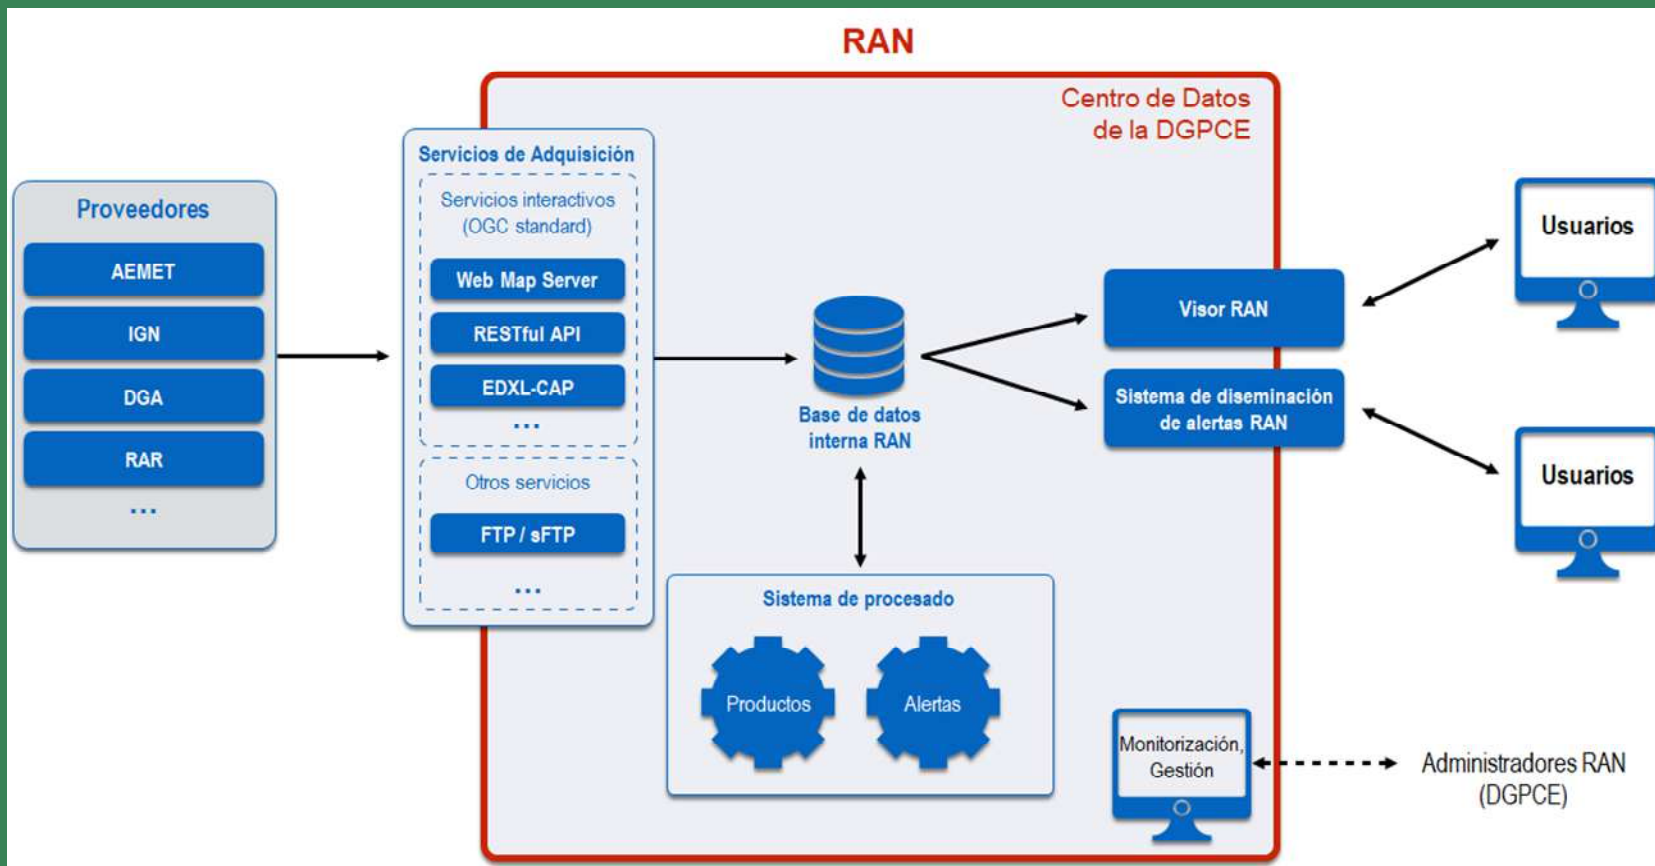 RAN
Centro de Datos
de la DGPCE
Proveedores
AEMET
IGN
DGA
RAR
...
Servicios de Adquisición
Servicios interactivos
(OGC standard)
Web Map Server
RESTful API
EDXL-CAP
...
Otros servicios
FTP / sFTP
...
Base de datos
interna RAN
Sistema de procesado
Productos
Alertas
Visor RAN
Sistema de diseminación
de alertas RAN
Usuarios
Usuarios
Monitorización,
Gestión
Administradores RAN
(DGPCE)